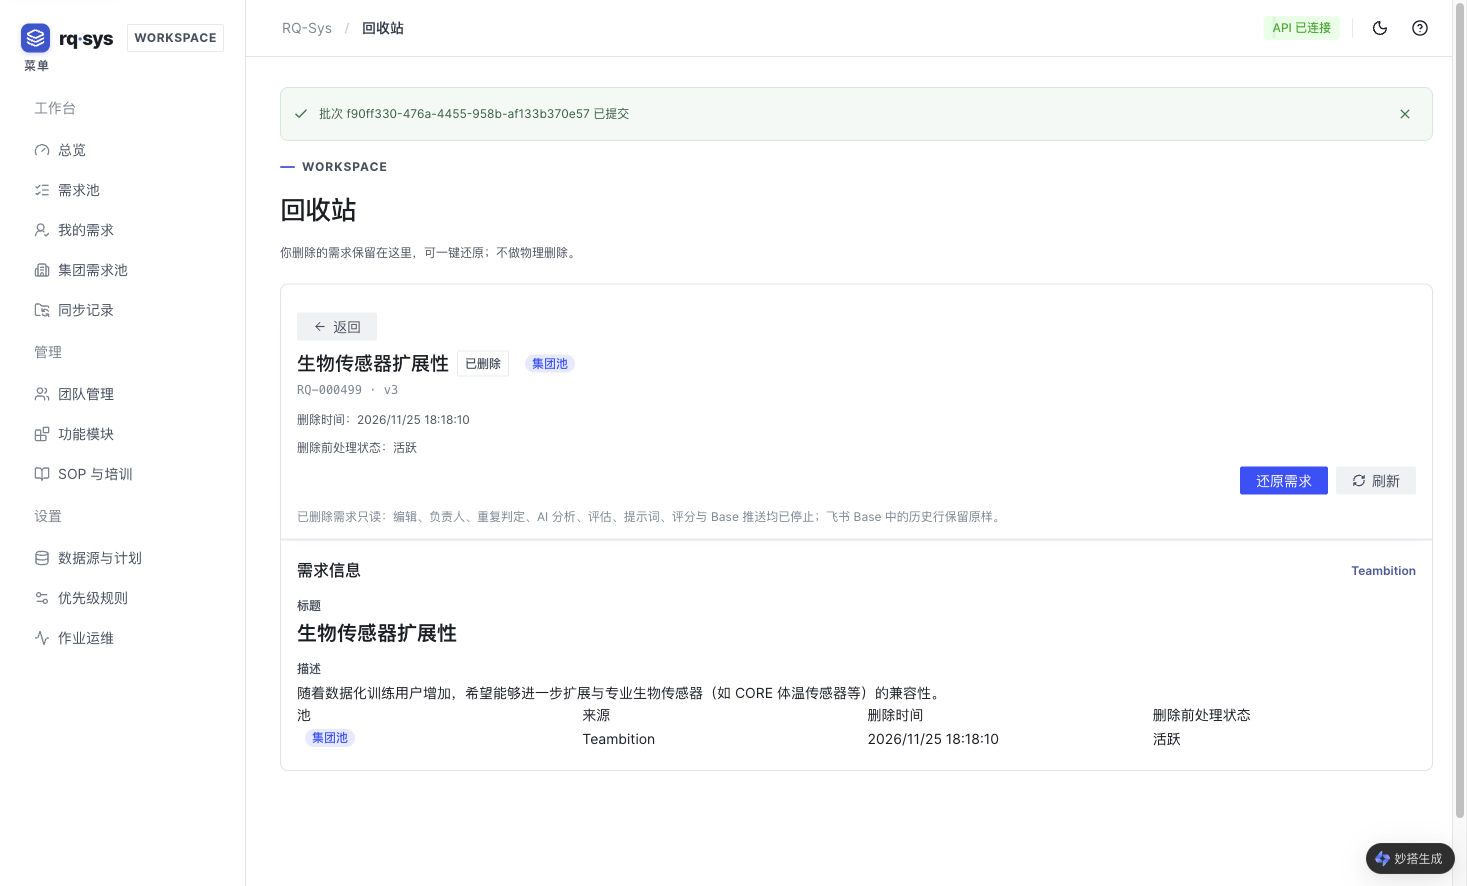 rq·sys WORKSPACE
菜单
工作台
总览
需求池
我的需求
集团需求池
同步记录
管理
团队管理
功能模块
SOP 与培训
设置
数据源与计划
优先级规则
作业运维
RQ-Sys / 回收站
API 已连接
批次 f90ff330-476a-4455-958b-af133b370e57 已提交
WORKSPACE
回收站
你删除的需求保留在这里，可一键还原；不做物理删除。
返回
生物传感器扩展性 已删除 集团池
RQ-000499 · v3
删除时间：2026/11/25 18:18:10
删除前处理状态：活跃
还原需求 刷新
已删除需求只读：编辑、负责人、重复判定、AI 分析、评估、提示词、评分与 Base 推送均已停止；飞书 Base 中的历史行保留原样。
需求信息 Teambition
标题
生物传感器扩展性
描述
随着数据化训练用户增加，希望能够进一步扩展与专业生物传感器（如 CORE 体温传感器等）的兼容性。
池 来源 删除时间 删除前处理状态
集团池 Teambition 2026/11/25 18:18:10 活跃
妙搭生成